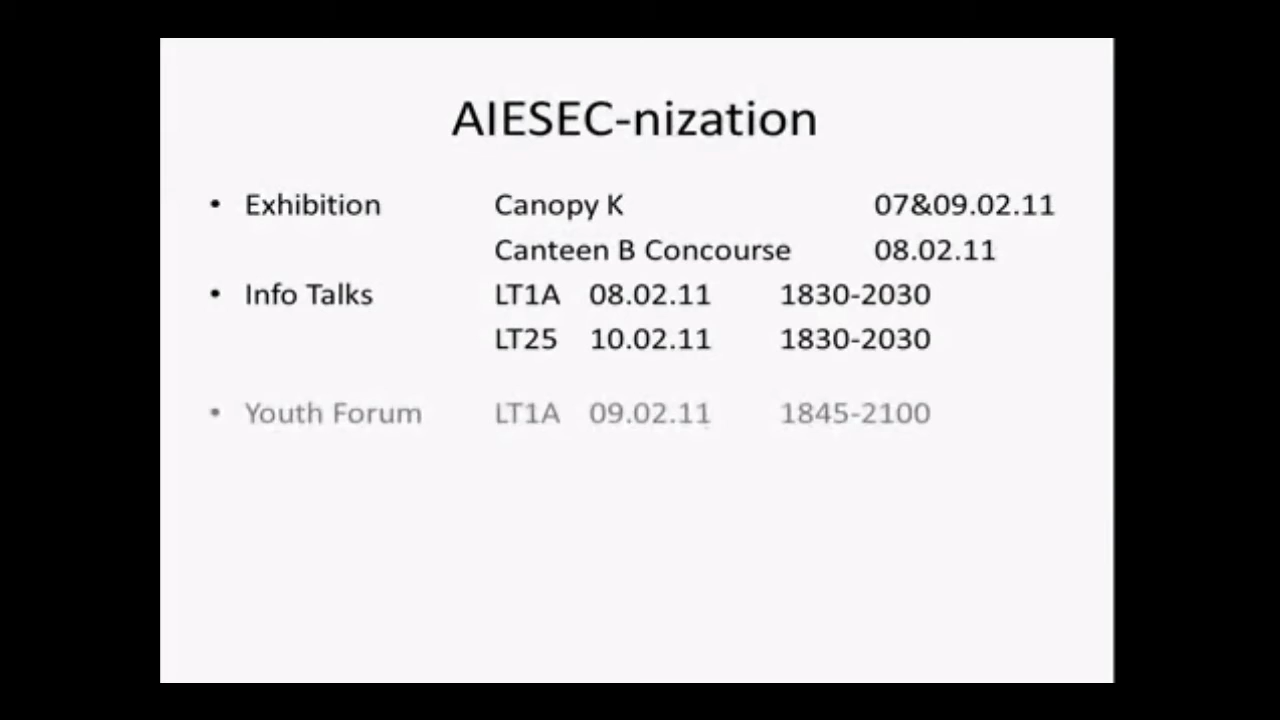 AIESEC-nization
• Exhibition Canopy K 07&09.02.11
Canteen B Concourse 08.02.11
• Info Talks LT1A 08.02.11 1830-2030
LT25 10.02.11 1830-2030
• Youth Forum LT1A 09.02.11 1845-2100